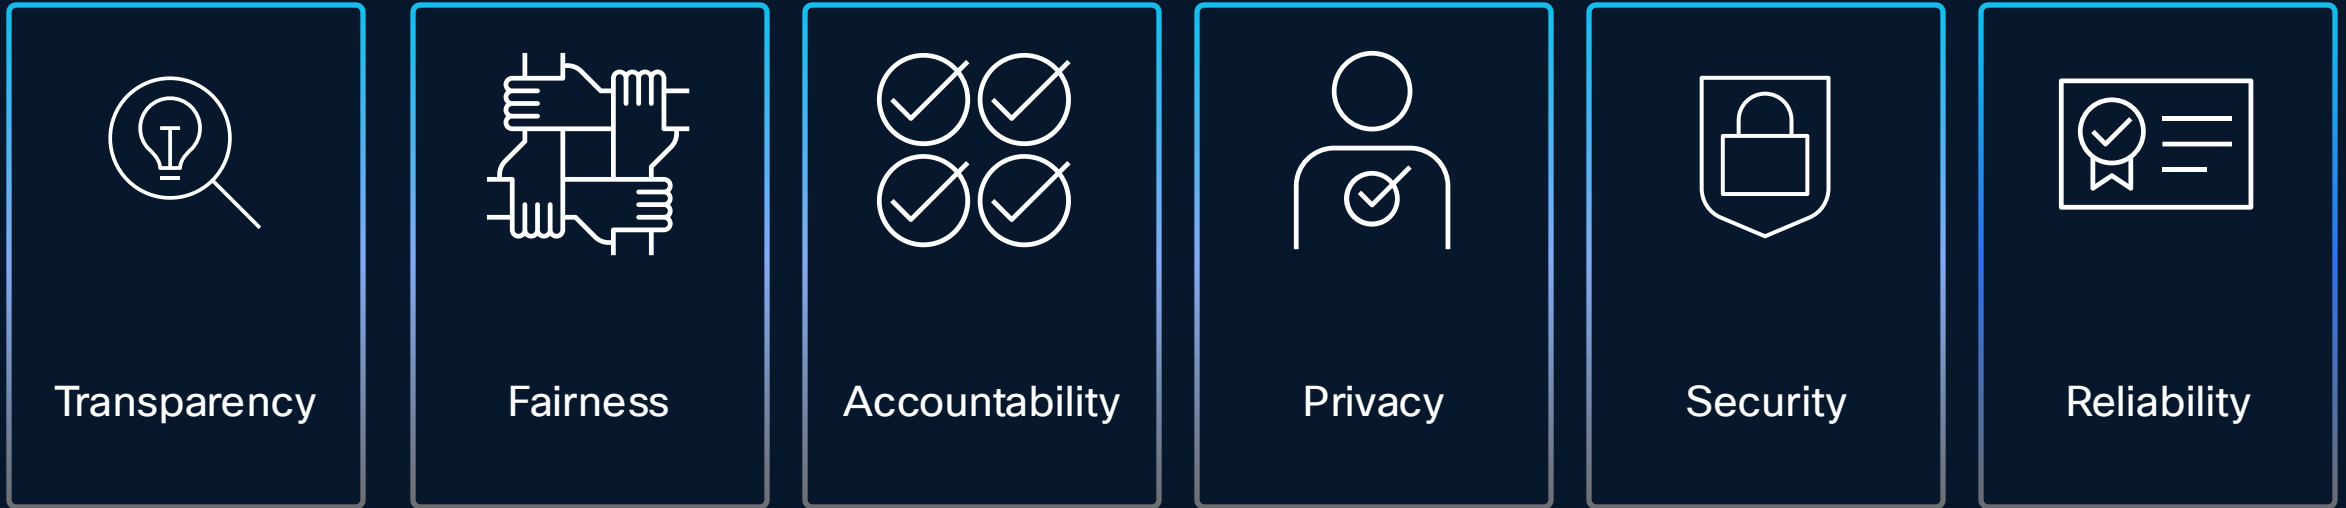 Transparency
Fairness
Accountability
Privacy
Security
Reliability